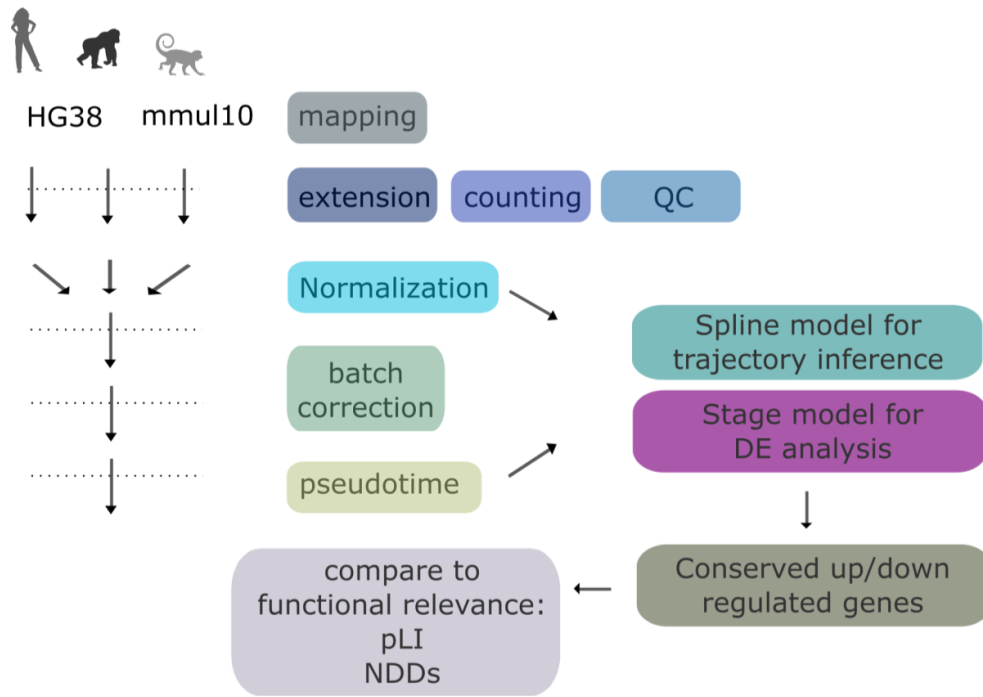 HG38 mmul10 mapping
extension counting QC
Normalization
Spline model for
trajectory inference
batch
correction
Stage model for
DE analysis
pseudotime
Conserved up/down
regulated genes
compare to
functional relevance:
pLI
NDDs